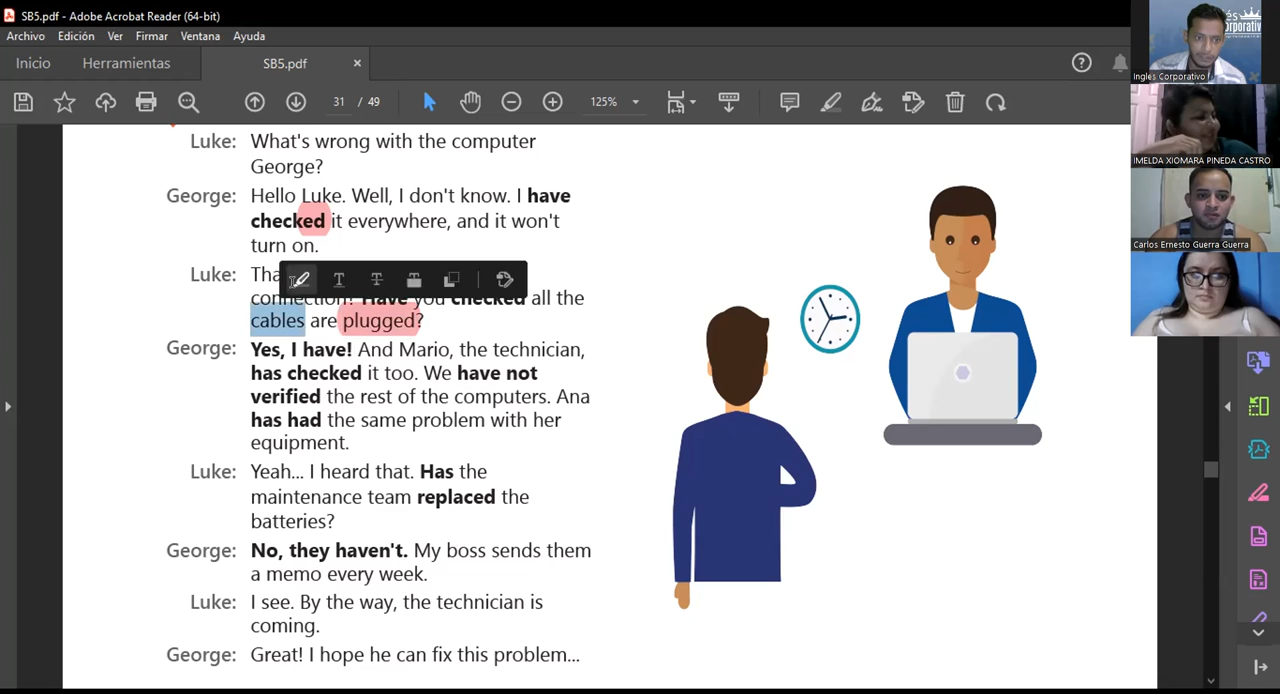 SB5.pdf - Adobe Acrobat Reader (64-bit)
Archivo Edición Ver Firmar Ventana Ayuda
Inicio Herramientas SB5.pdf ×
31 / 49 125%
Luke: What's wrong with the computer
George?
George: Hello Luke. Well, I don't know. I have
checked it everywhere, and it won't
turn on.
Luke: Tha
connection? Have you checked all the
cables are plugged?
George: Yes, I have! And Mario, the technician,
has checked it too. We have not
verified the rest of the computers. Ana
has had the same problem with her
equipment.
Luke: Yeah... I heard that. Has the
maintenance team replaced the
batteries?
George: No, they haven't. My boss sends them
a memo every week.
Luke: I see. By the way, the technician is
coming.
George: Great! I hope he can fix this problem...
Ingles Corporativo
IMELDA XIOMARA PINEDA CASTRO
Carlos Ernesto Guerra Guerra